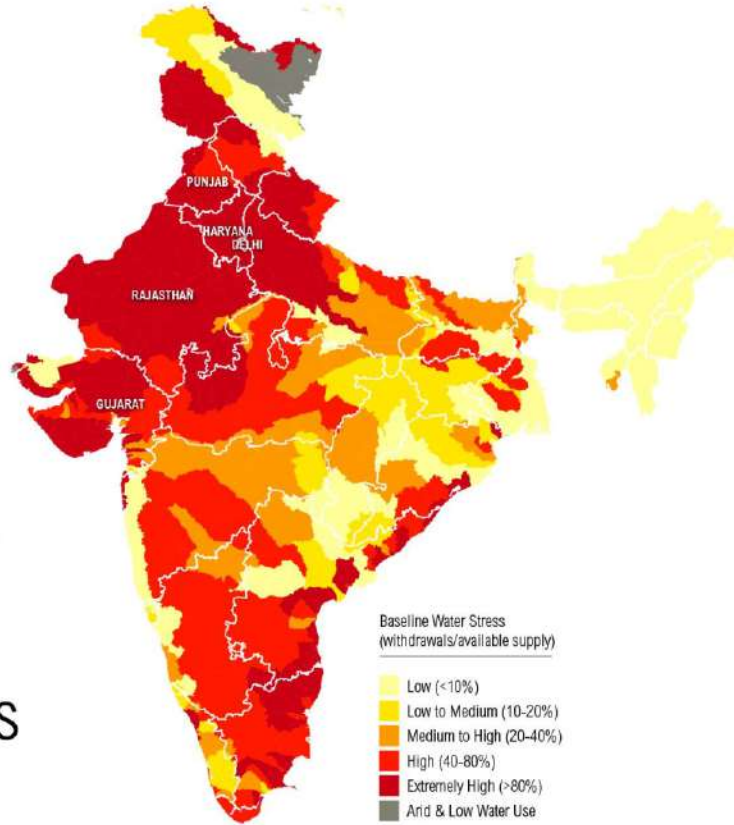 PUNJAB
HARYANA
DELHI
RAJASTHAN
GUJARAT
S
Baseline Water Stress
(withdrawals/available supply)
Low (<10%)
Low to Medium (10-20%)
Medium to High (20-40%)
High (40-80%)
Extremely High (>80%)
Arid & Low Water Use